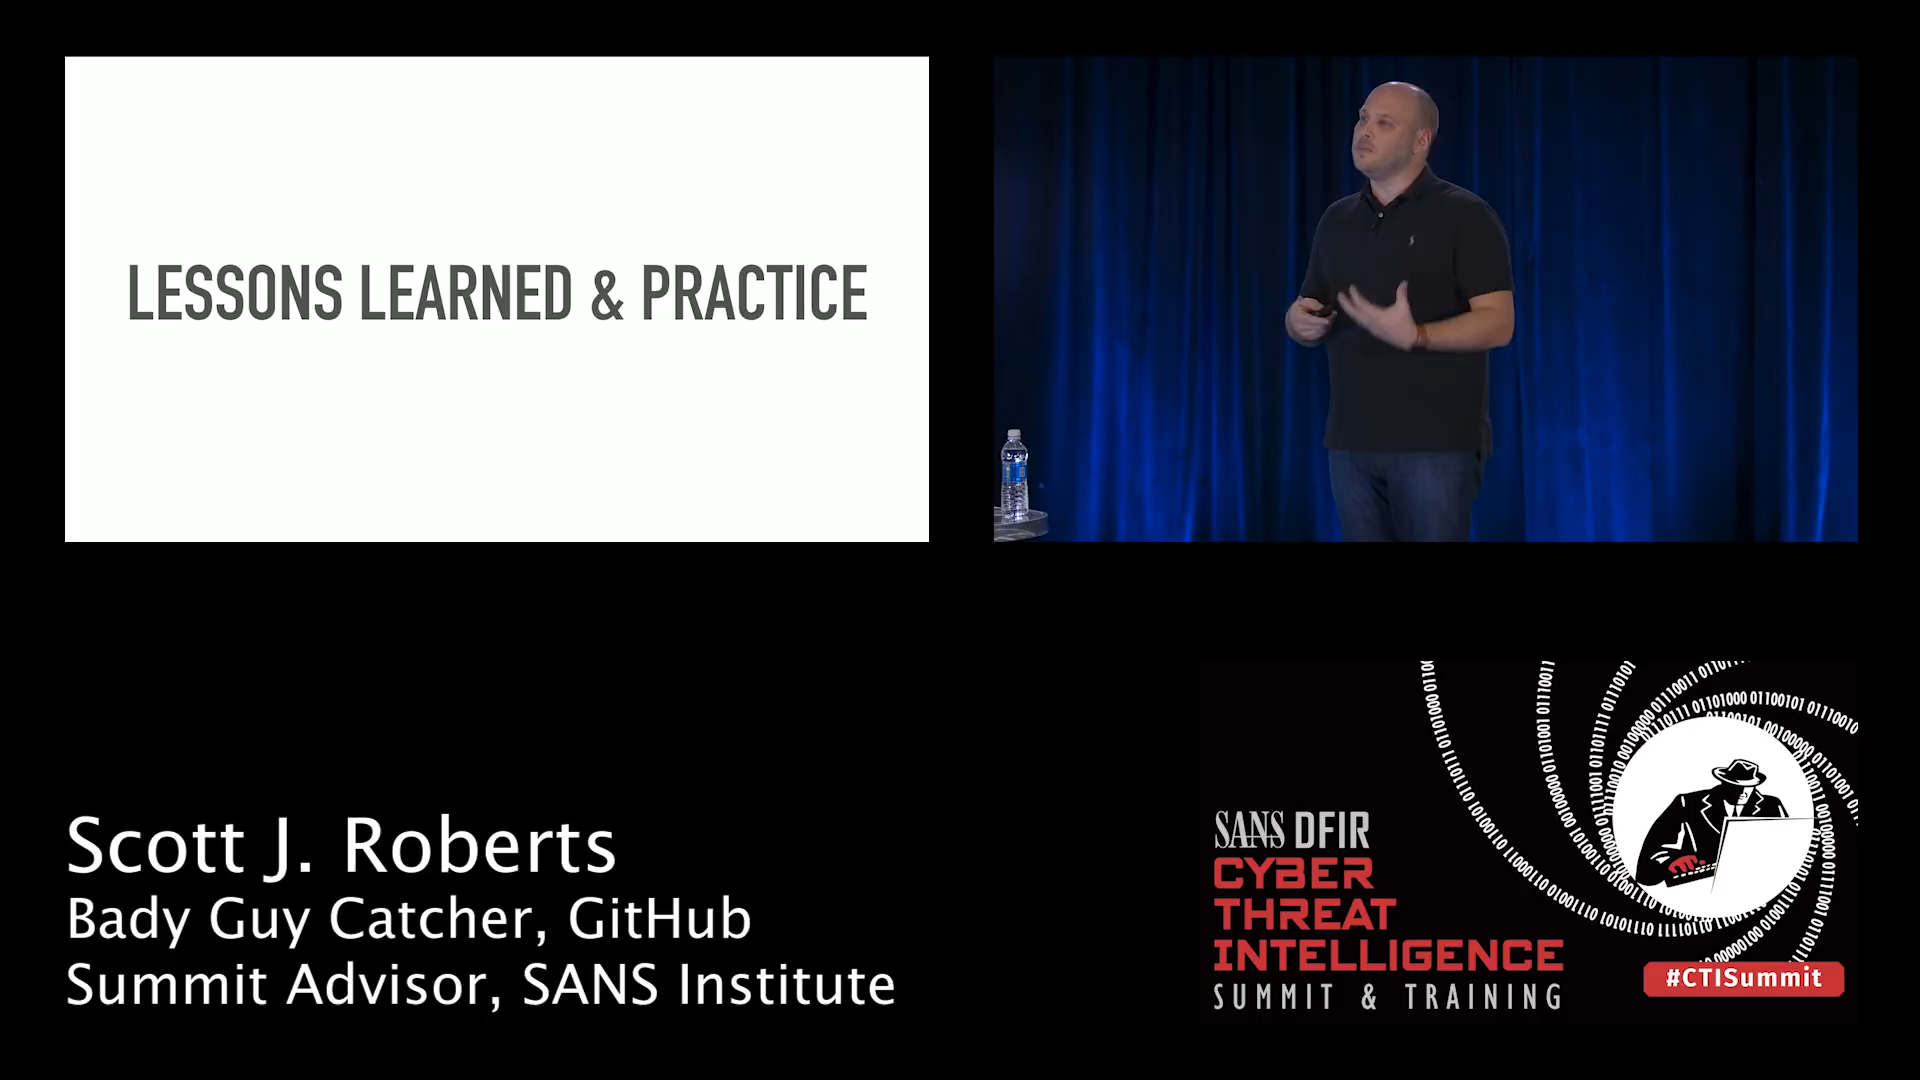 LESSONS LEARNED & PRACTICE
Scott J. Roberts
Bady Guy Catcher, GitHub
Summit Advisor, SANS Institute
SANS DFIR
CYBER
THREAT
INTELLIGENCE
SUMMIT & TRAINING
#CTISummit